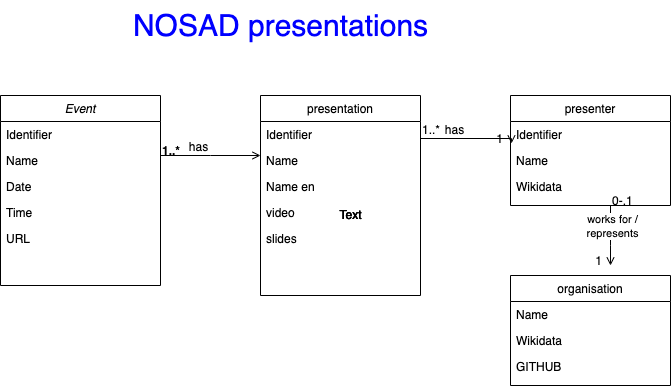 NOSAD presentations
Event
Identifier
Name
Date
Time
URL
1..* has
presentation
Identifier
Name
Name en
video
Text
slides
1..* has
1
presenter
Identifier
Name
Wikidata
0-.1
works for /
represents
1
organisation
Name
Wikidata
GITHUB